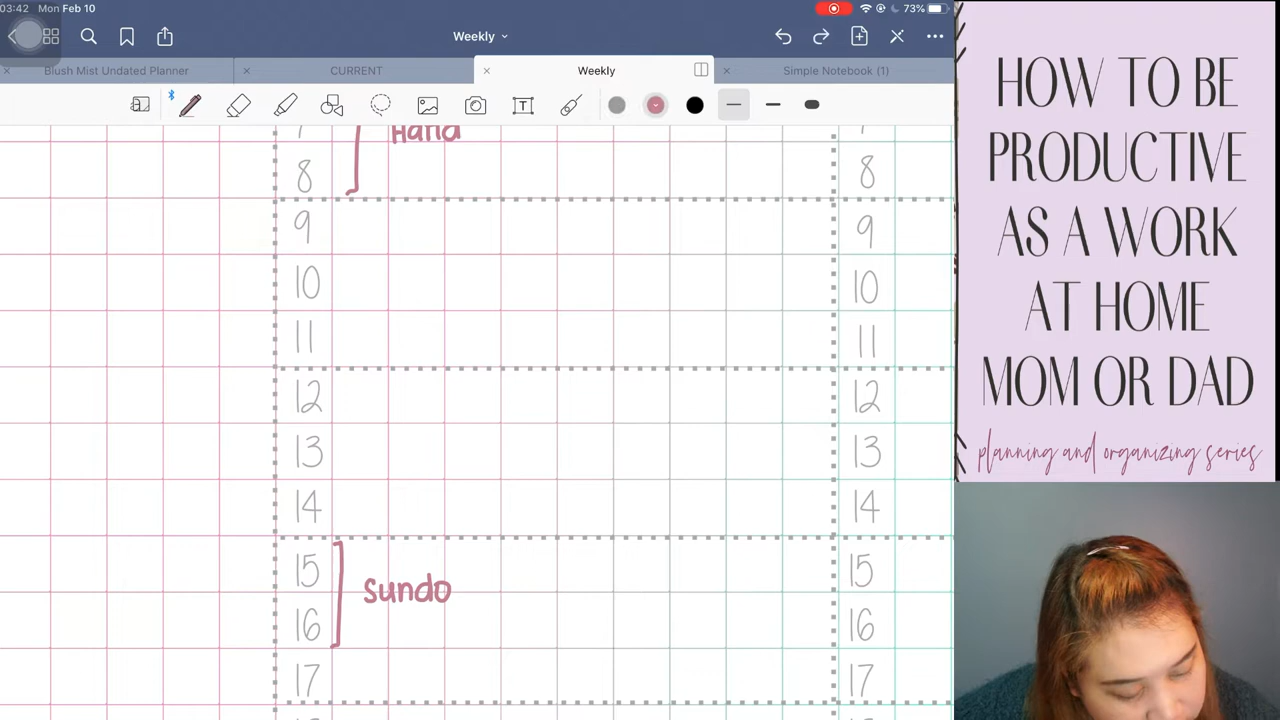 03:42 Mon Feb 10
73%
Weekly
Blush Mist Undated Planner
CURRENT
Weekly
Simple Notebook (1)
T
Hatid
8
8
9
9
10
10
11
11
12
12
13
13
14
14
15
15
Sundo
16
16
17
17
HOW TO BE
PRODUCTIVE
AS A WORK
AT HOME
MOM OR DAD
planning and organizing series